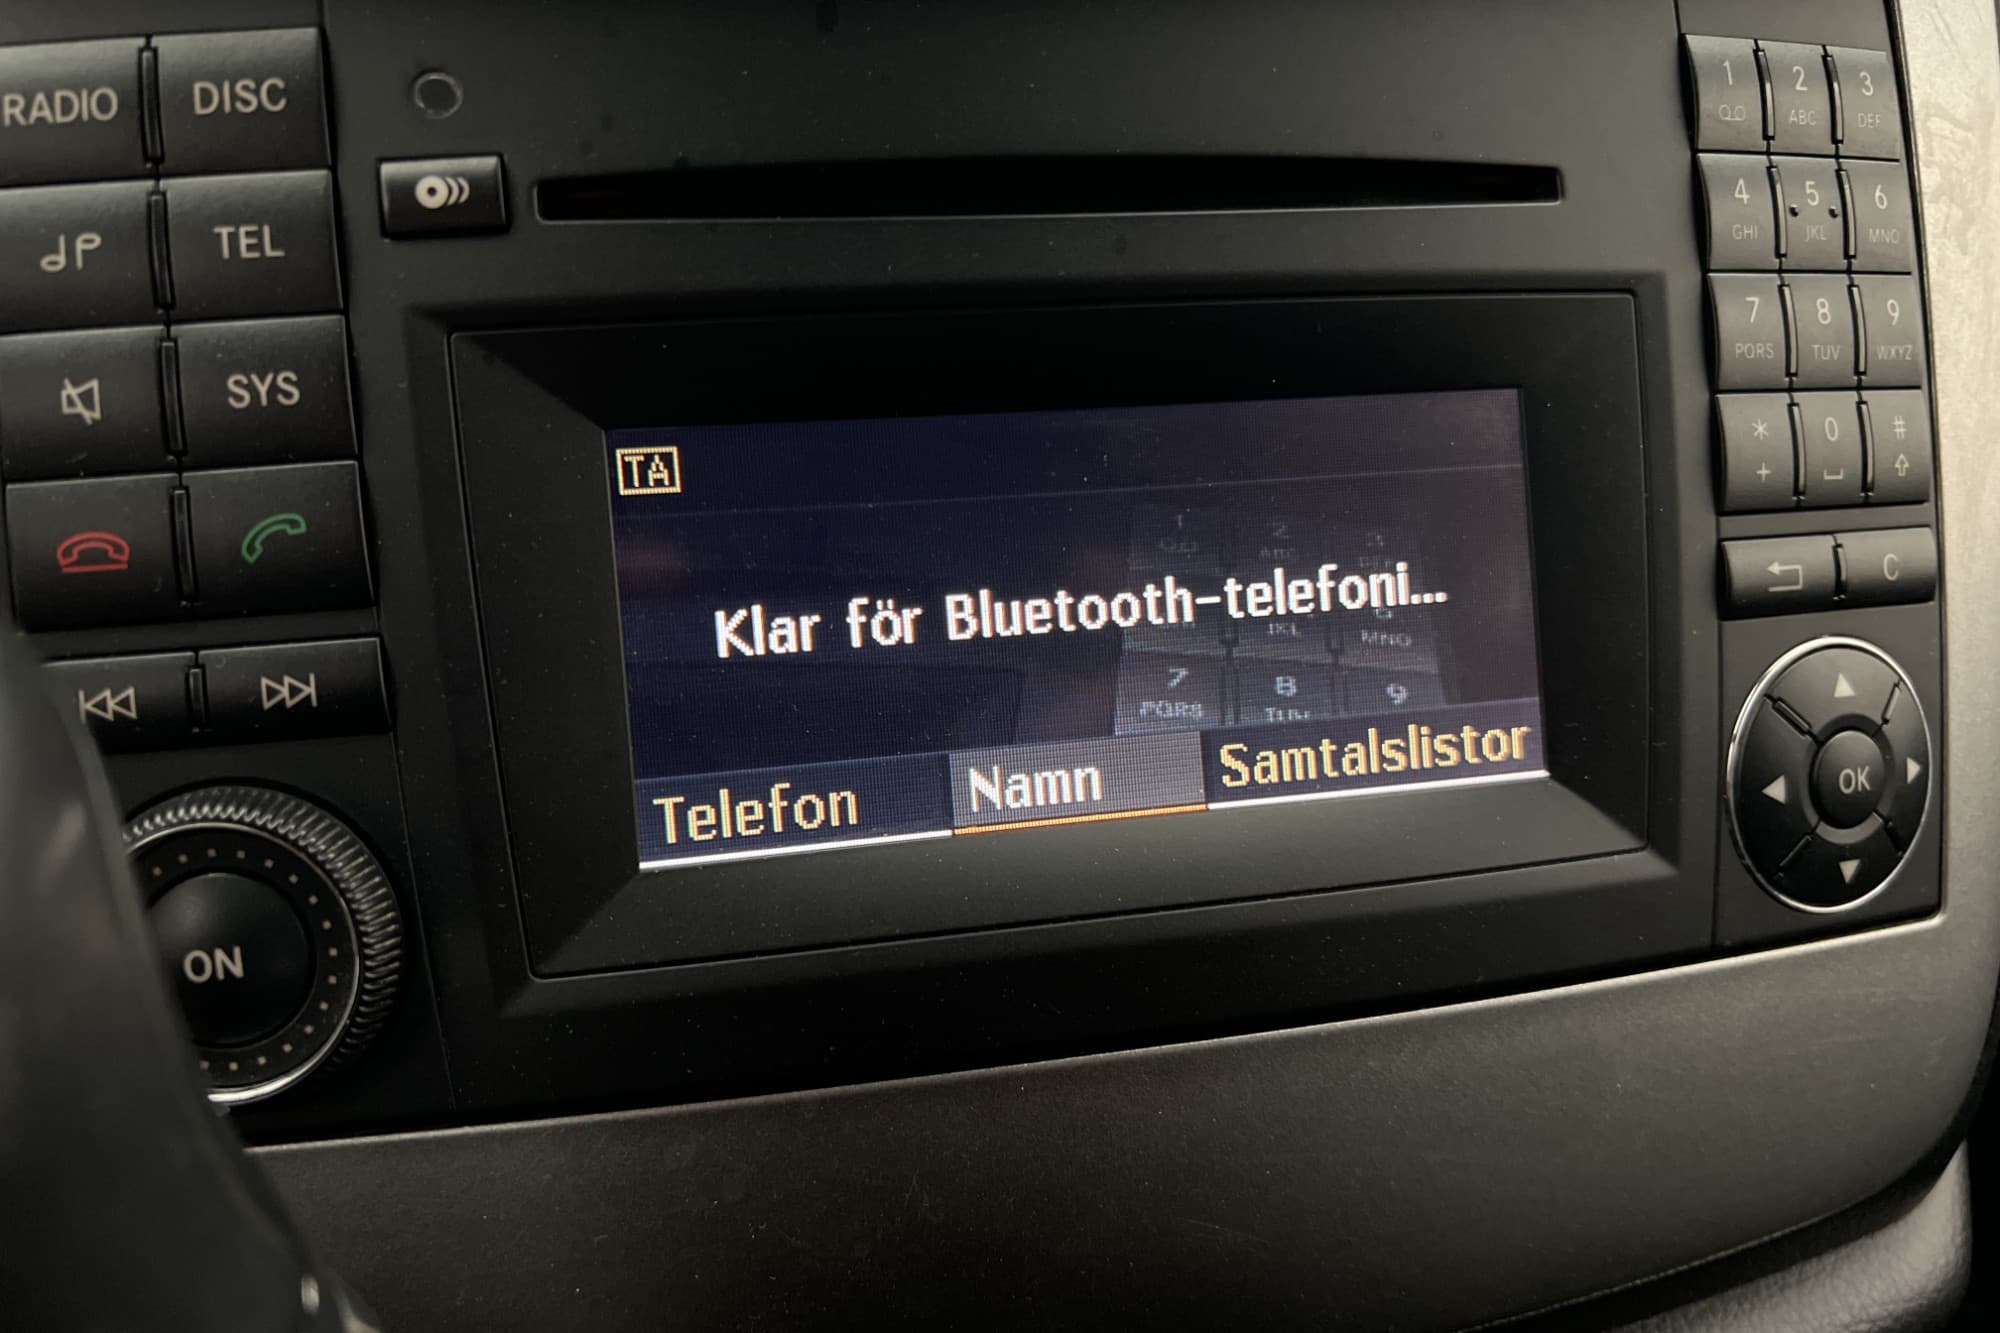 RADIO DISC
TEL
SYS
ON
TA
Klar för Bluetooth-telefoni...
Telefon Namn Samtalslistor
1 2 3
ABC DEF
4 5 6
GHI JKL MNO
7 8 9
PQRS TUV WXYZ
* 0 #
+
C
OK